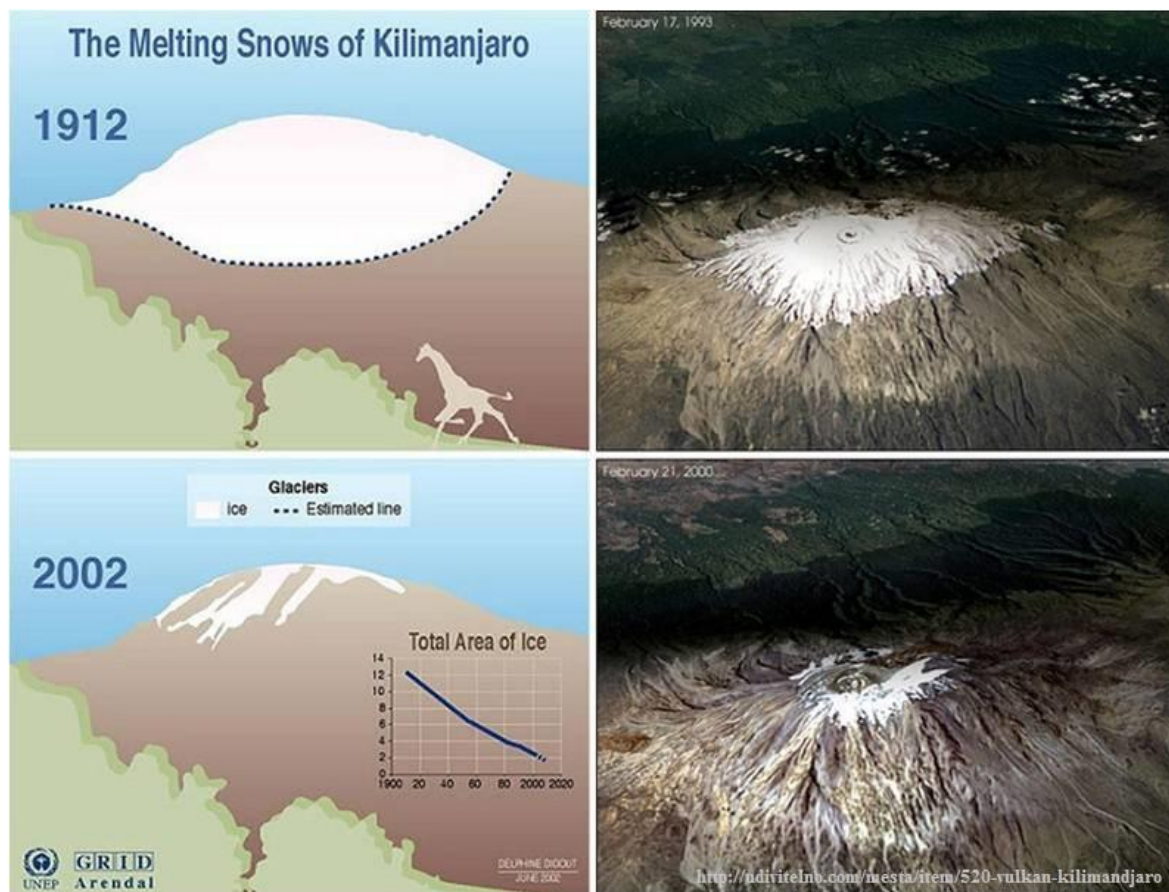 The Melting Snows of Kilimanjaro
1912
February 17, 1993
Glaciers
ice
Estimated line
2002
Total Area of Ice
14
12
10
8
6
4
2
0
1900
20
40
60
80
2000
2020
UNEP
GRID
Arendal
DELPHINE DIGOUT
JUNE 2002
February 21, 2000
http://udivitelno.com/mesta/item/520-vulkan-kilimandjaro